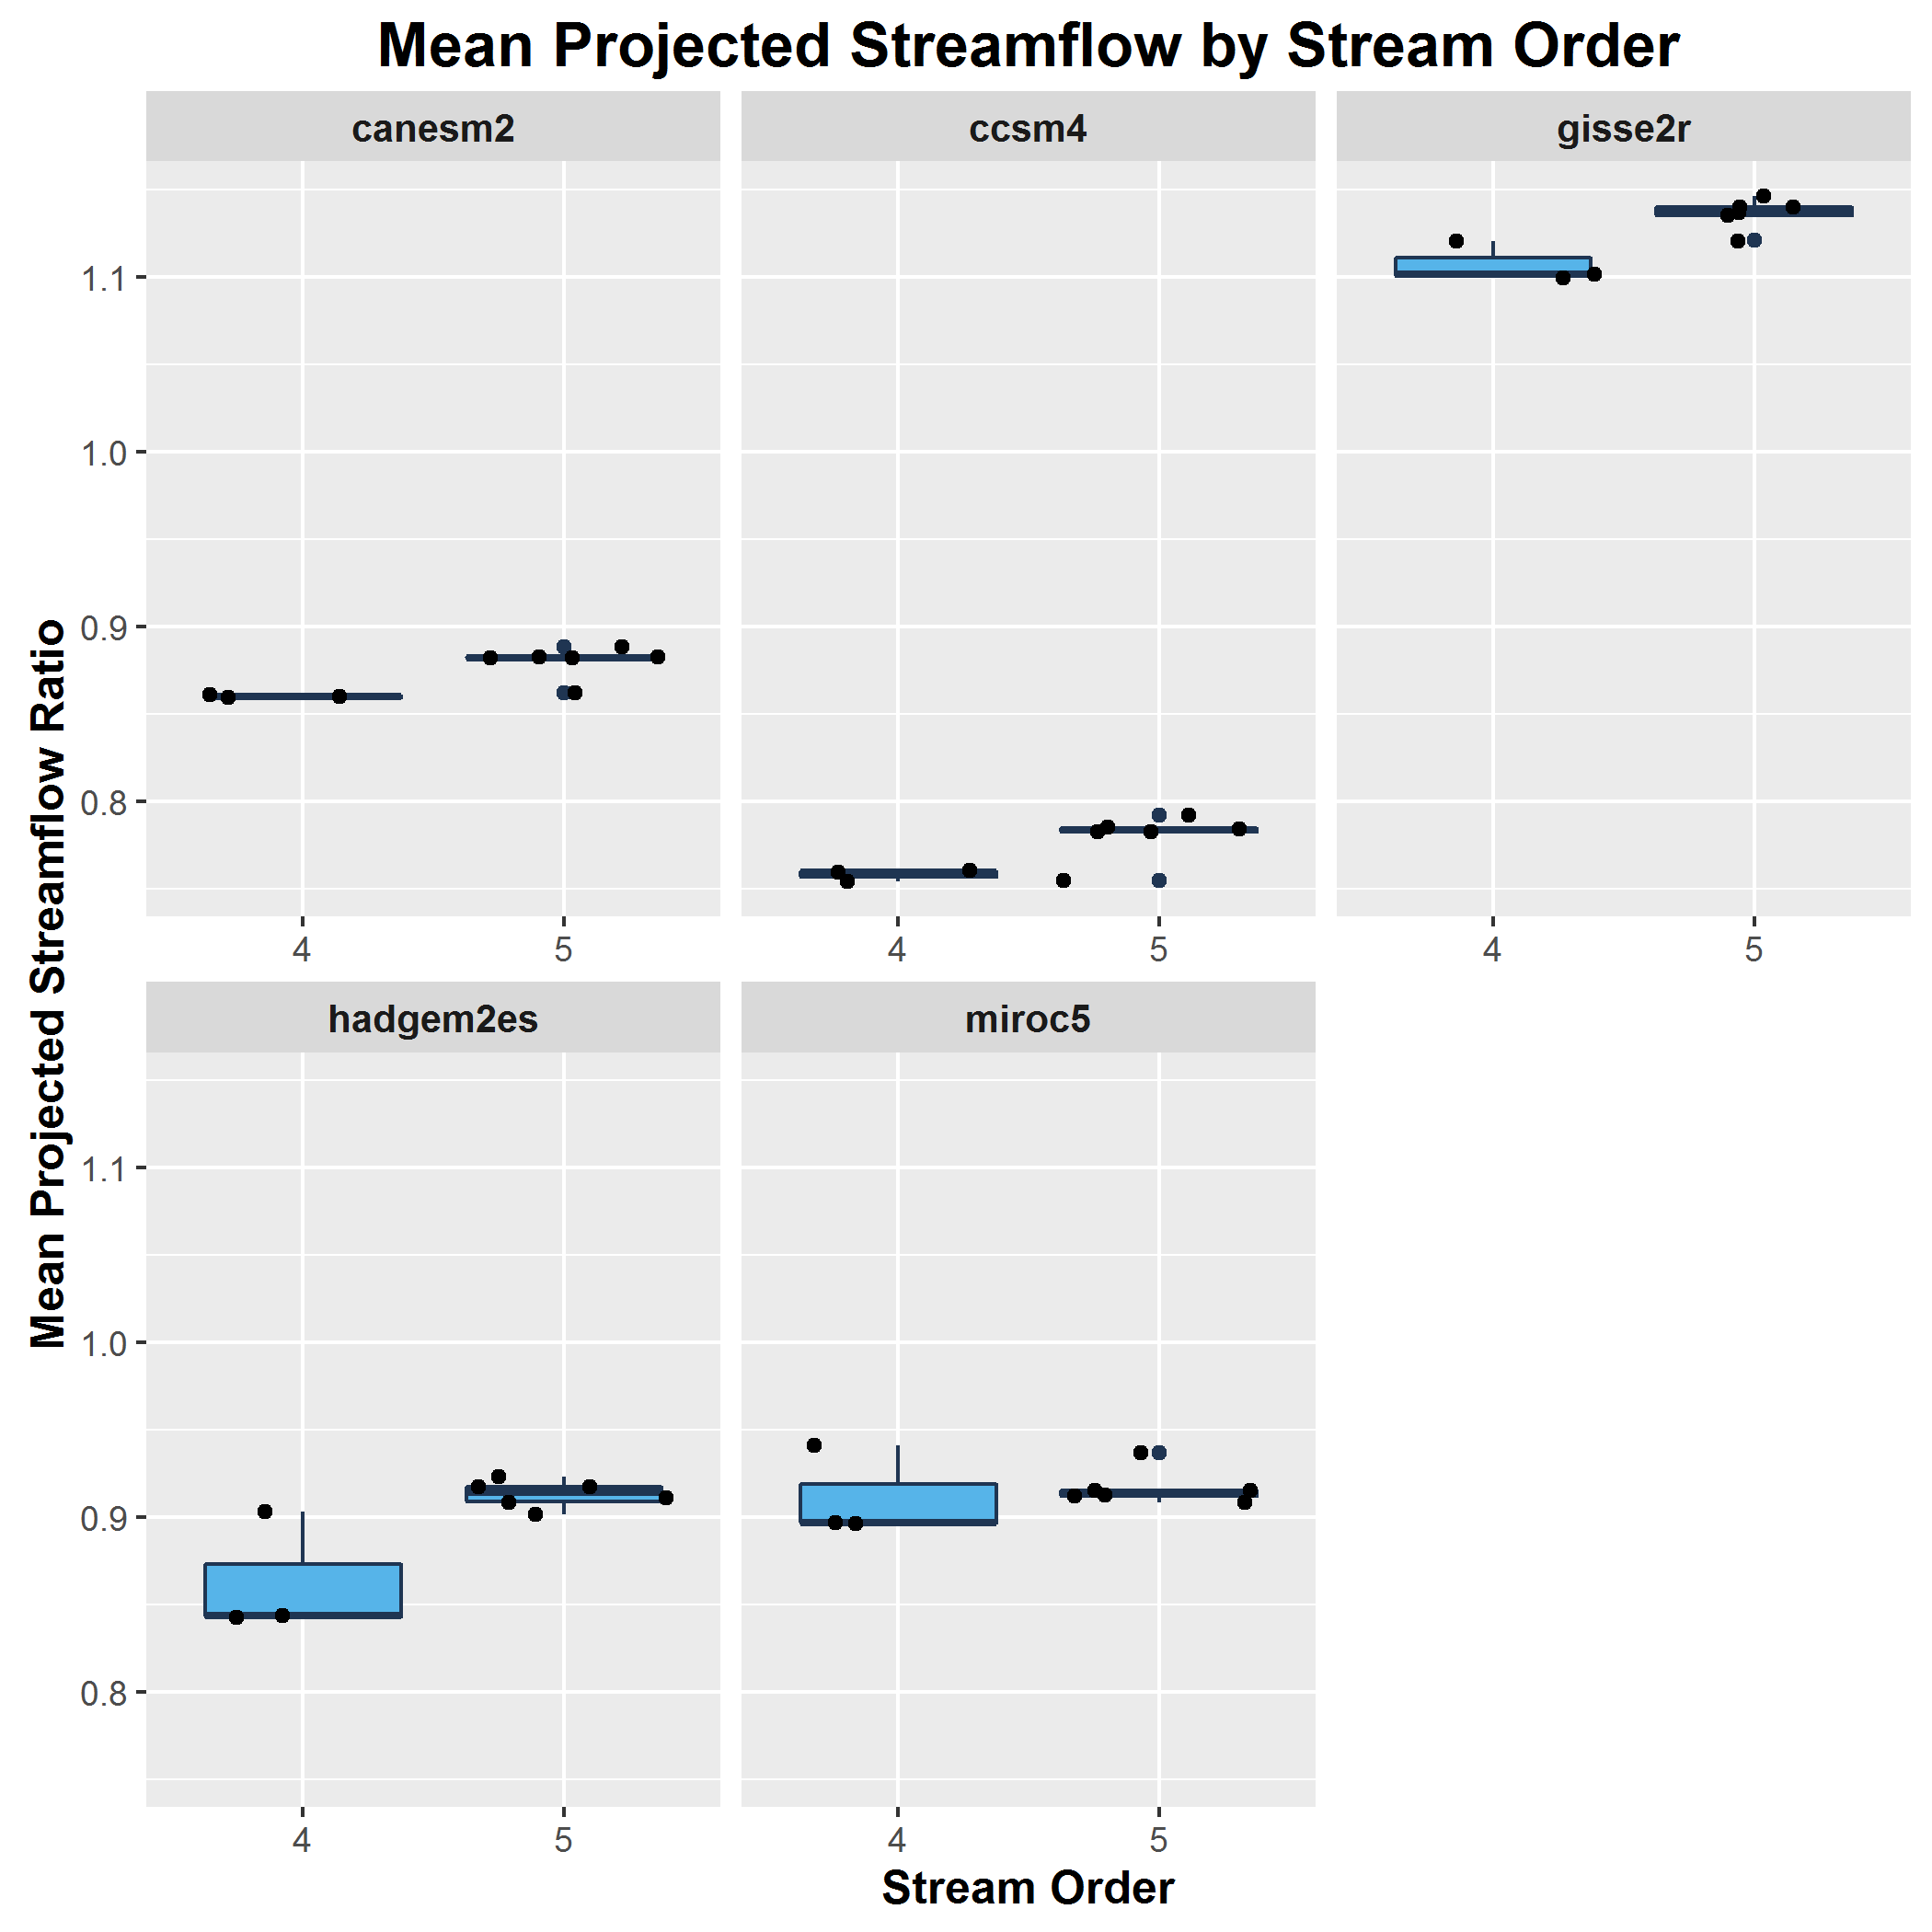 Mean Projected Streamflow by Stream Order
canesm2
ccsm4
gisse2r
1.1
1.0
0.9
0.8
4
5
4
5
4
5
Mean Projected Streamflow Ratio
hadgem2es
miroc5
1.1
1.0
0.9
0.8
4
5
4
5
Stream Order